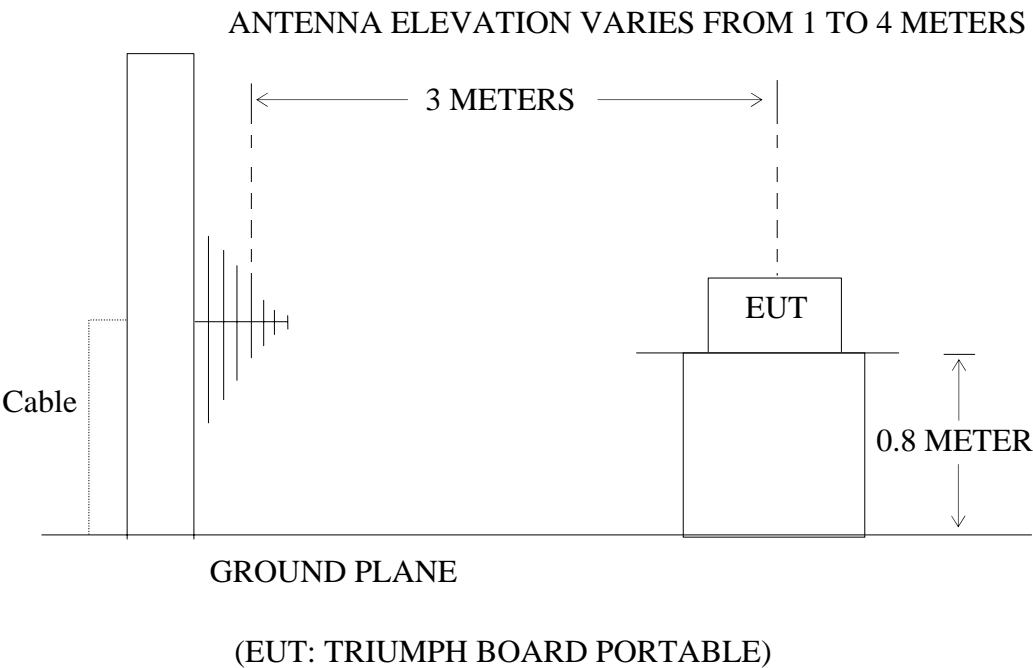 ANTENNA ELEVATION VARIES FROM 1 TO 4 METERS
3 METERS
EUT
Cable
0.8 METER
GROUND PLANE
(EUT: TRIUMPH BOARD PORTABLE)